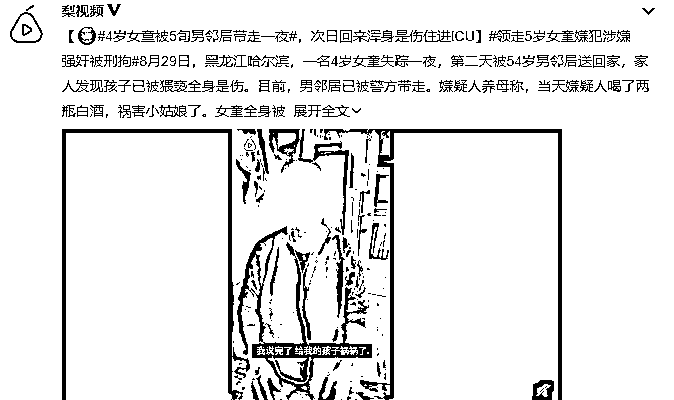 梨视频
【#4岁女童被5旬男邻居带走一夜#，次日回来浑身是伤住进ICU】#领走5岁女童嫌犯涉嫌
强奸被刑拘#8月29日，黑龙江哈尔滨，一名4岁女童失踪一夜，第二天被54岁男邻居送回家，家
人发现孩子已被猥亵全身是伤。目前，男邻居已被警方带走。嫌疑人养母称，当天嫌疑人喝了两
瓶白酒，祸害小姑娘了。女童全身被 展开全文
我说完了 给我的孩子祸祸了.